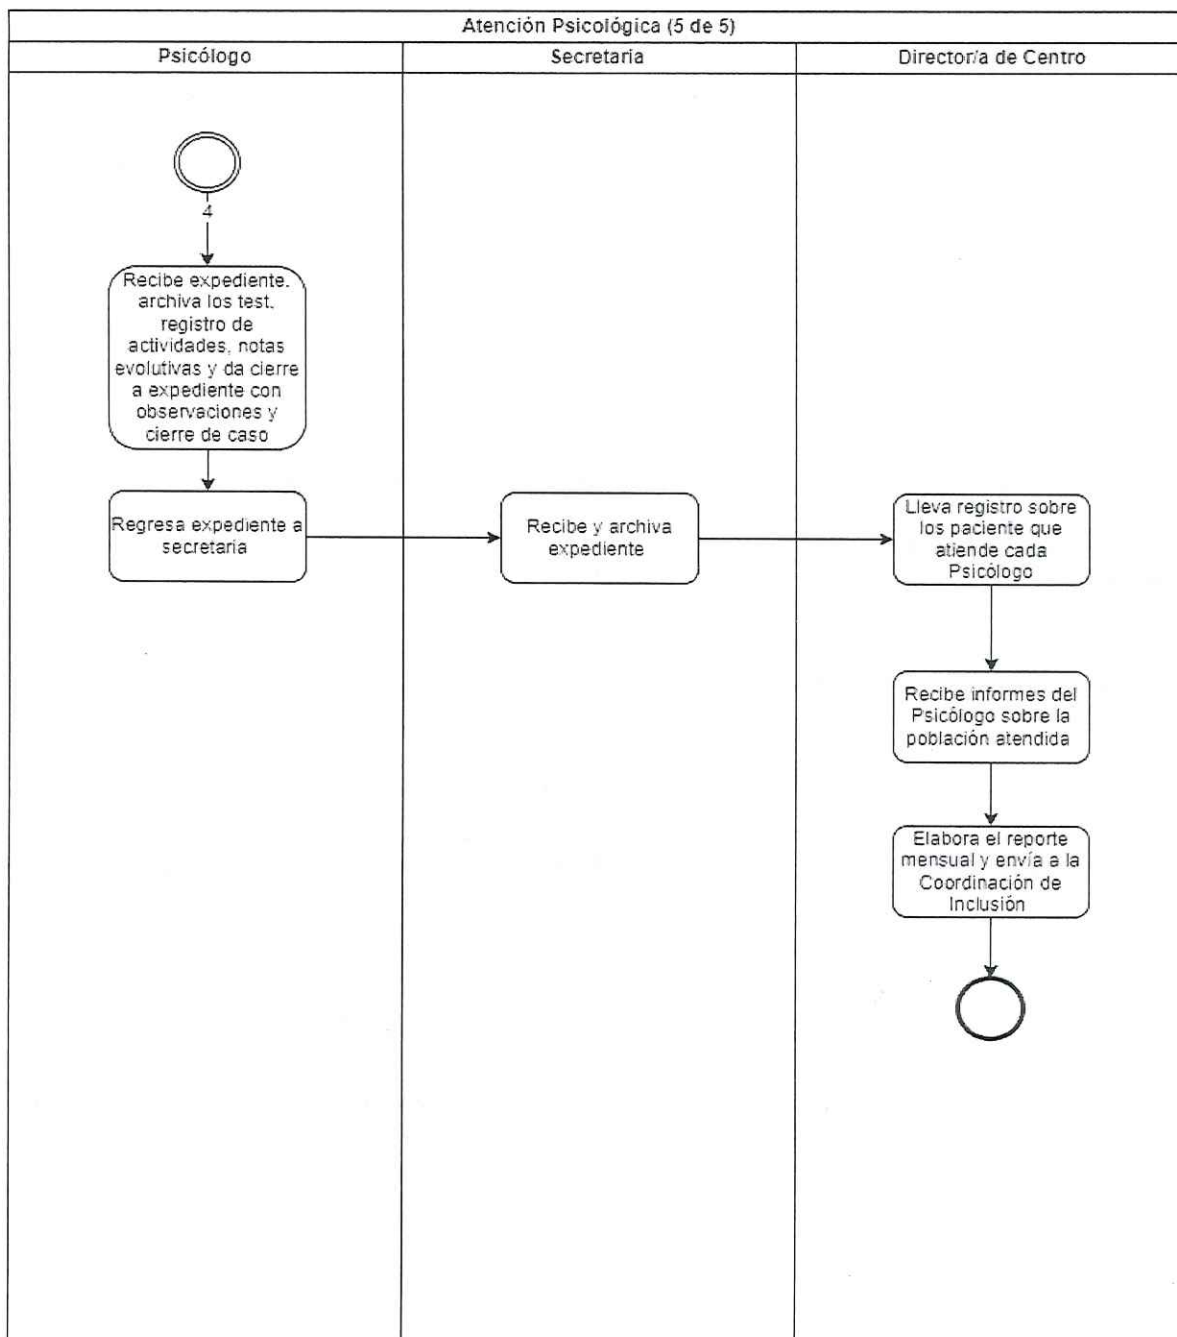 Atención Psicológica (5 de 5)
Psicólogo
Secretaria
Director/a de Centro
4
Recibe expediente,
archiva los test,
registro de
actividades, notas
evolutivas y da cierre
a expediente con
observaciones y
cierre de caso
Regresa expediente a
secretaria
Recibe y archiva
expediente
Lleva registro sobre
los paciente que
atiende cada
Psicólogo
Recibe informes del
Psicólogo sobre la
población atendida
Elabora el reporte
mensual y envía a la
Coordinación de
Inclusión